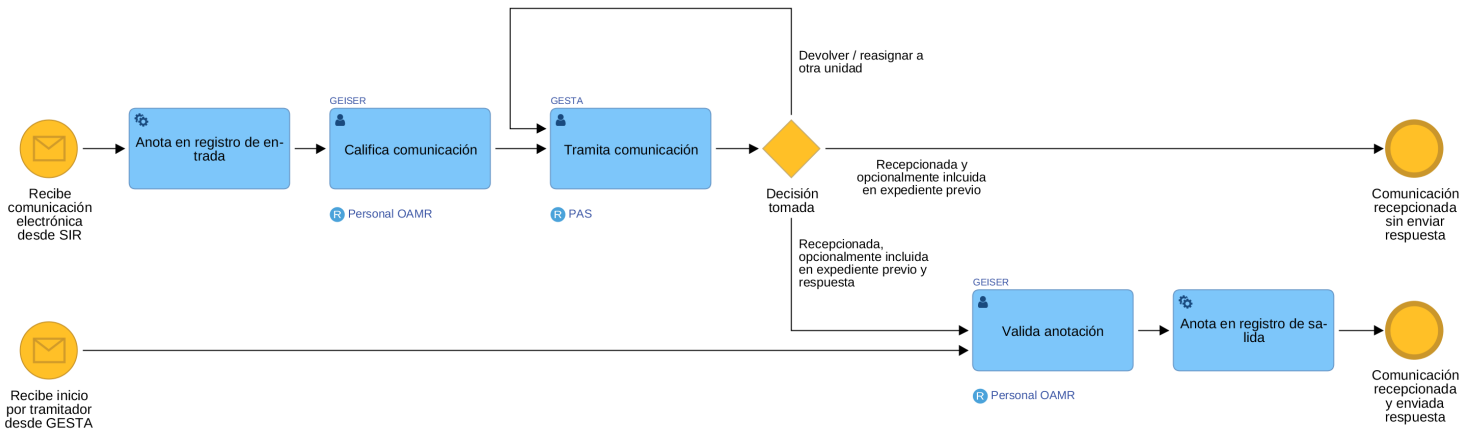 Devolver / reasignar a
otra unidad
GEISER
GESTA
Anota en registro de en-
trada
Califica comunicación
Tramita comunicación
Recibe
comunicación
electrónica
desde SIR
R Personal OAMR
R PAS
Decisión
tomada
Recepcionada y
opcionalmente inlcuida
en expediente previo
Comunicación
recepcionada
sin enviar
respuesta
Recepcionada,
opcionalmente incluida
en expediente previo y
respuesta
GEISER
Valida anotación
Anota en registro de sa-
lida
Recibe inicio
por tramitador
desde GESTA
R Personal OAMR
Comunicación
recepcionada
y enviada
respuesta